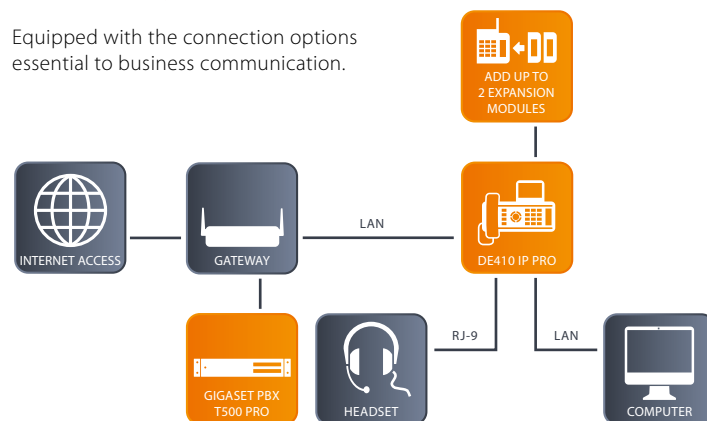 Equipped with the connection options
essential to business communication.
ADD UP TO
2 EXPANSION
MODULES
INTERNET ACCESS
GATEWAY
LAN
DE410 IP PRO
GIGASET PBX
T500 PRO
HEADSET
RJ-9
LAN
COMPUTER